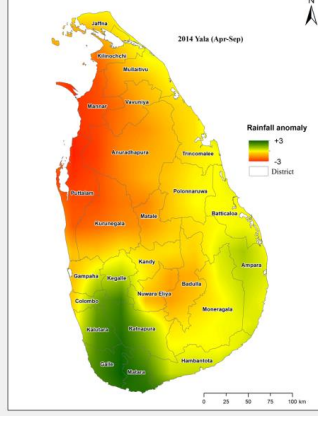 N
2014 Yala (Apr-Sep)
Jaffna
Kilinochchi
Mullaitivu
Mannar
Vavuniya
Rainfall anomaly
+3
-3
District
Anuradhapura
Trincomalee
Puttalam
Polonnaruwa
Kurunegala
Matale
Batticaloa
Kandy
Ampara
Gampaha
Kegalle
Badulla
Nuwara Eliya
Colombo
Moneragala
Kalutara
Ratnapura
Galle
Matara
Hambantota
0 25 50 75 100 km